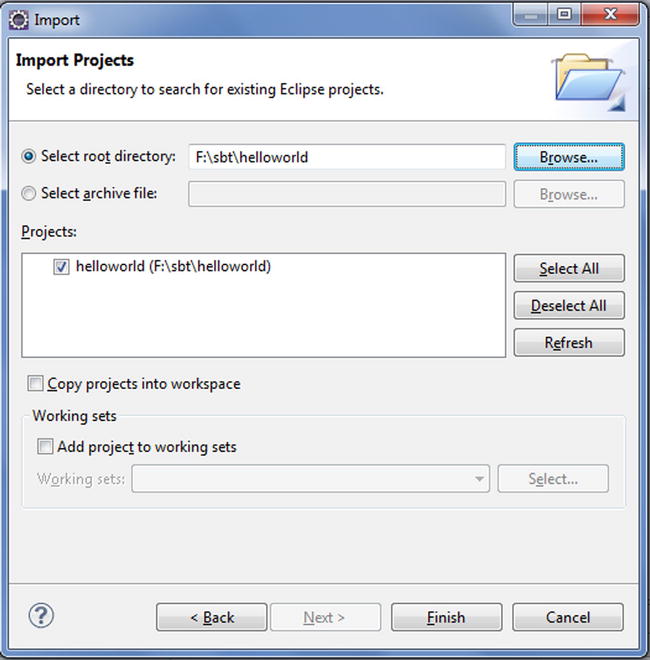 Import
Import Projects
Select a directory to search for existing Eclipse projects.
Select root directory: F:\sbt\helloworld Browse...
Select archive file: Browse...
Projects:
helloworld (F:\sbt\helloworld)
Select All
Deselect All
Refresh
Copy projects into workspace
Working sets
Add project to working sets
Working sets: Select...
? < Back Next > Finish Cancel